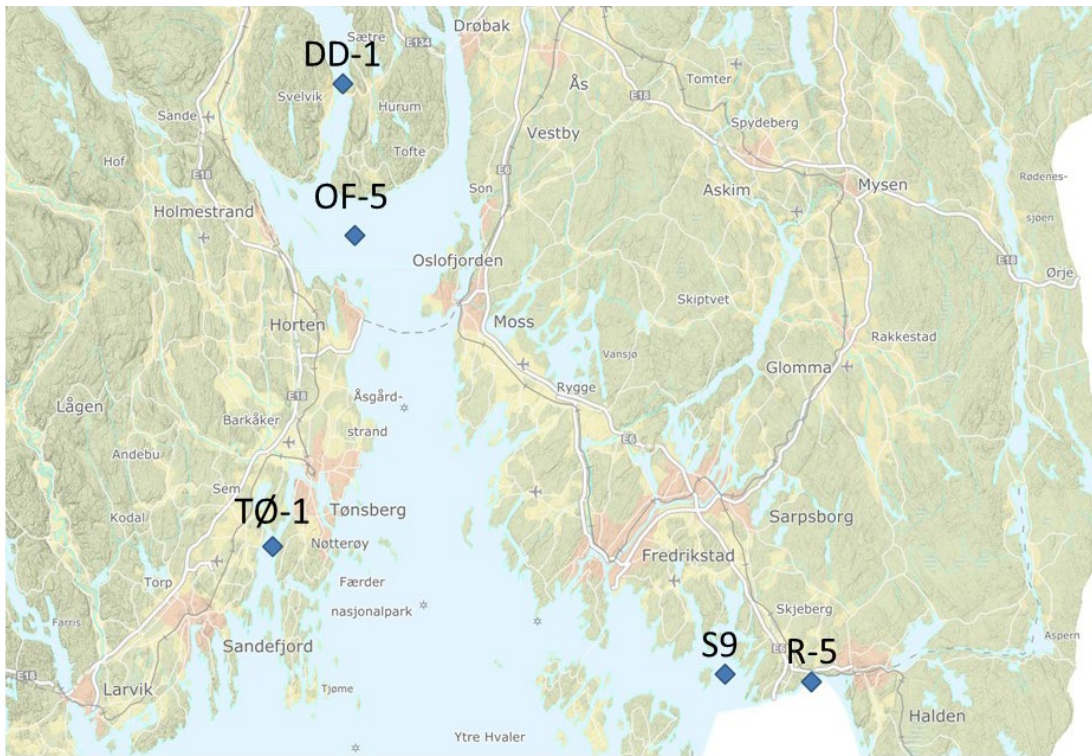 Sætre
Drøbak
E134
DD-1
Ås
Tomter
Svelvik
Hurum
E18
Sande
Vestby
Spydeberg
Tofte
E6
Hof
E18
Son
Askim
Mysen
Rødenes-
sjøen
OF-5
Holmestrand
Oslofjorden
E18
Ørje
Skiptvet
Horten
Moss
Rakkestad
Vansjø
Glomma
Rygge
E18
Åsgård-
strand
Lågen
Barkåker
E6
Andebu
Sem
TØ-1
Tønsberg
Kodal
Sarpsborg
Nøtterøy
Fredrikstad
Torp
Færder
nasjonalpark
Skjeberg
Farris
Aspern
Sandefjord
S9
E6
R-5
E18
Larvik
Tjøme
Halden
Ytre Hvaler